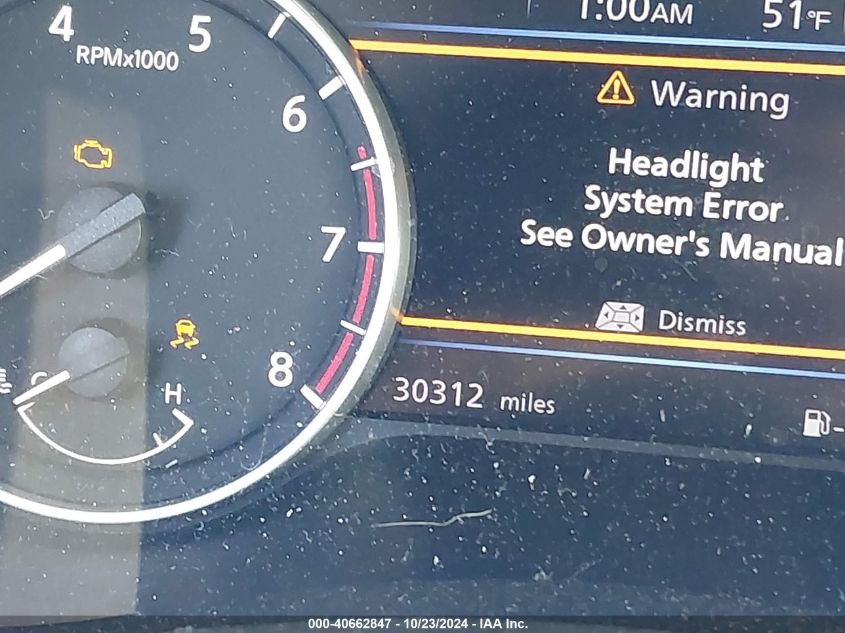 1:00AM 51°F
4 5
RPMx1000
6
7
8
Warning
Headlight
System Error
See Owner's Manual
Dismiss
C H
30312 miles
000-40662847 - 10/23/2024 - IAA Inc.